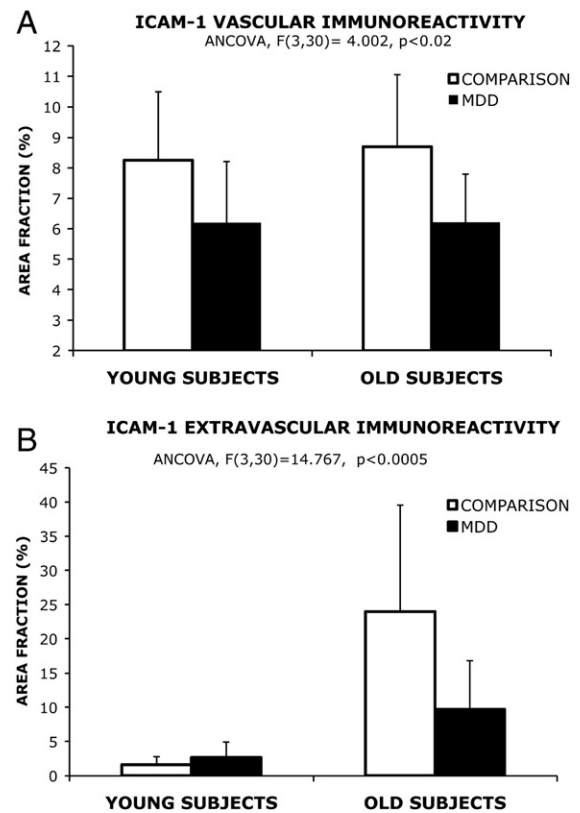 A
ICAM-1 VASCULAR IMMUNOREACTIVITY
ANCOVA, F(3,30)= 4.002, p<0.02
12
11
10
9
8
7
6
5
4
3
2
AREA FRACTION (%)
COMPARISON
MDD
YOUNG SUBJECTS
OLD SUBJECTS
B
ICAM-1 EXTRAVASCULAR IMMUNOREACTIVITY
ANCOVA, F(3,30)=14.767, p<0.0005
45
40
35
30
25
20
15
10
5
0
AREA FRACTION (%)
COMPARISON
MDD
YOUNG SUBJECTS
OLD SUBJECTS